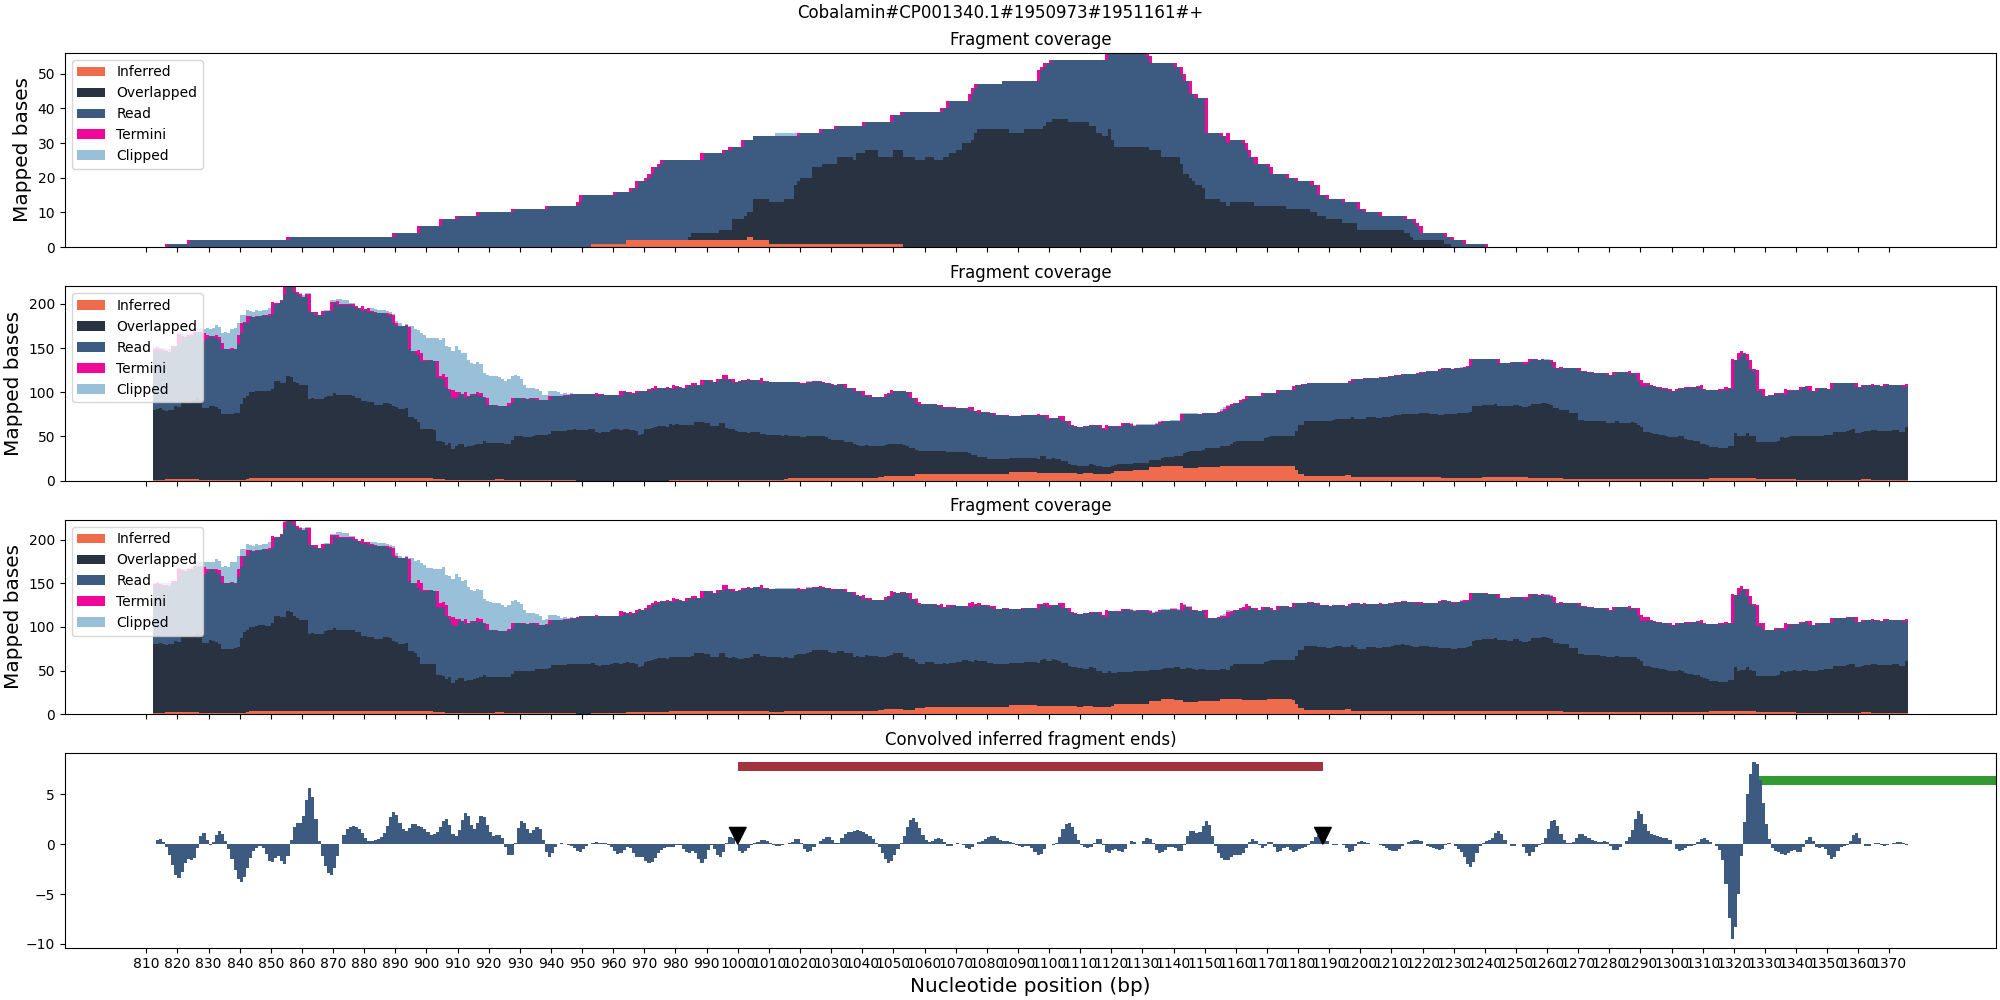 Cobalamin#CP001340.1#1950973#1951161#+
Fragment coverage
Mapped bases
50
40
30
20
10
0
Inferred
Overlapped
Read
Termini
Clipped
Fragment coverage
Mapped bases
200
150
100
50
0
Inferred
Overlapped
Read
Termini
Clipped
Fragment coverage
Mapped bases
200
150
100
50
0
Inferred
Overlapped
Read
Termini
Clipped
Convolved inferred fragment ends)
5
0
−5
−10
810 820 830 840 850 860 870 880 890 900 910 920 930 940 950 960 970 980 990 1000 1010 1020 1030 1040 1050 1060 1070 1080 1090 1100 1110 1120 1130 1140 1150 1160 1170 1180 1190 1200 1210 1220 1230 1240 1250 1260 1270 1280 1290 1300 1310 1320 1330 1340 1350 1360 1370
Nucleotide position (bp)